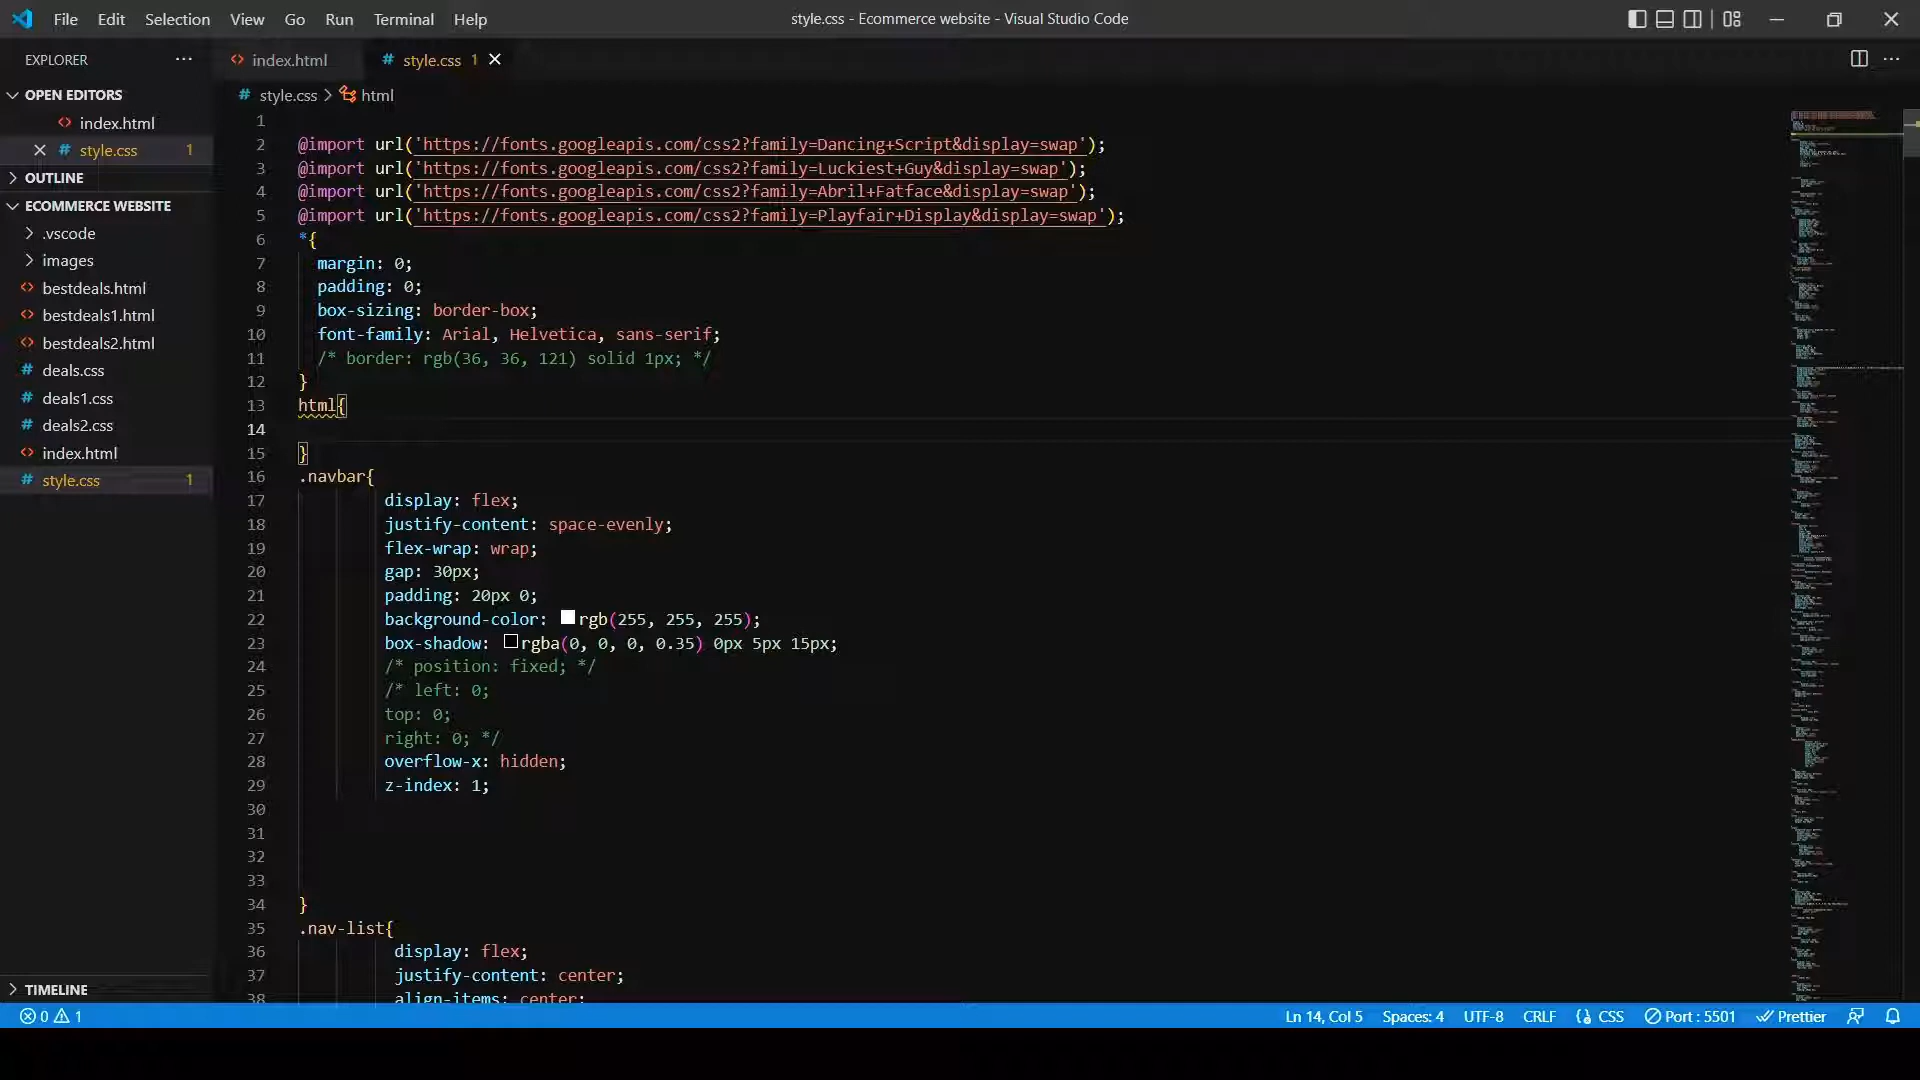 File Edit Selection View Go Run Terminal Help
style.css - Ecommerce website - Visual Studio Code
EXPLORER
index.html
# style.css 1
OPEN EDITORS
index.html
# style.css 1
OUTLINE
ECOMMERCE WEBSITE
.vscode
images
bestdeals.html
bestdeals1.html
bestdeals2.html
# deals.css
# deals1.css
# deals2.css
index.html
# style.css 1
TIMELINE
# style.css > html
1
2 @import url('https://fonts.googleapis.com/css2?family=Dancing+Script&display=swap');
3 @import url('https://fonts.googleapis.com/css2?family=Luckiest+Guy&display=swap');
4 @import url('https://fonts.googleapis.com/css2?family=Abril+Fatface&display=swap');
5 @import url('https://fonts.googleapis.com/css2?family=Playfair+Display&display=swap');
6 *{
7 margin: 0;
8 padding: 0;
9 box-sizing: border-box;
10 font-family: Arial, Helvetica, sans-serif;
11 /* border: rgb(36, 36, 121) solid 1px; */
12 }
13 html{
14
15 }
16 .navbar{
17 display: flex;
18 justify-content: space-evenly;
19 flex-wrap: wrap;
20 gap: 30px;
21 padding: 20px 0;
22 background-color: rgb(255, 255, 255);
23 box-shadow: rgba(0, 0, 0, 0.35) 0px 5px 15px;
24 /* position: fixed; */
25 /* left: 0;
26 top: 0;
27 right: 0; */
28 overflow-x: hidden;
29 z-index: 1;
30
31
32
33
34 }
35 .nav-list{
36 display: flex;
37 justify-content: center;
38 align-items: center;
0 1 Ln 14, Col 5 Spaces: 4 UTF-8 CRLF CSS Port : 5501 Prettier